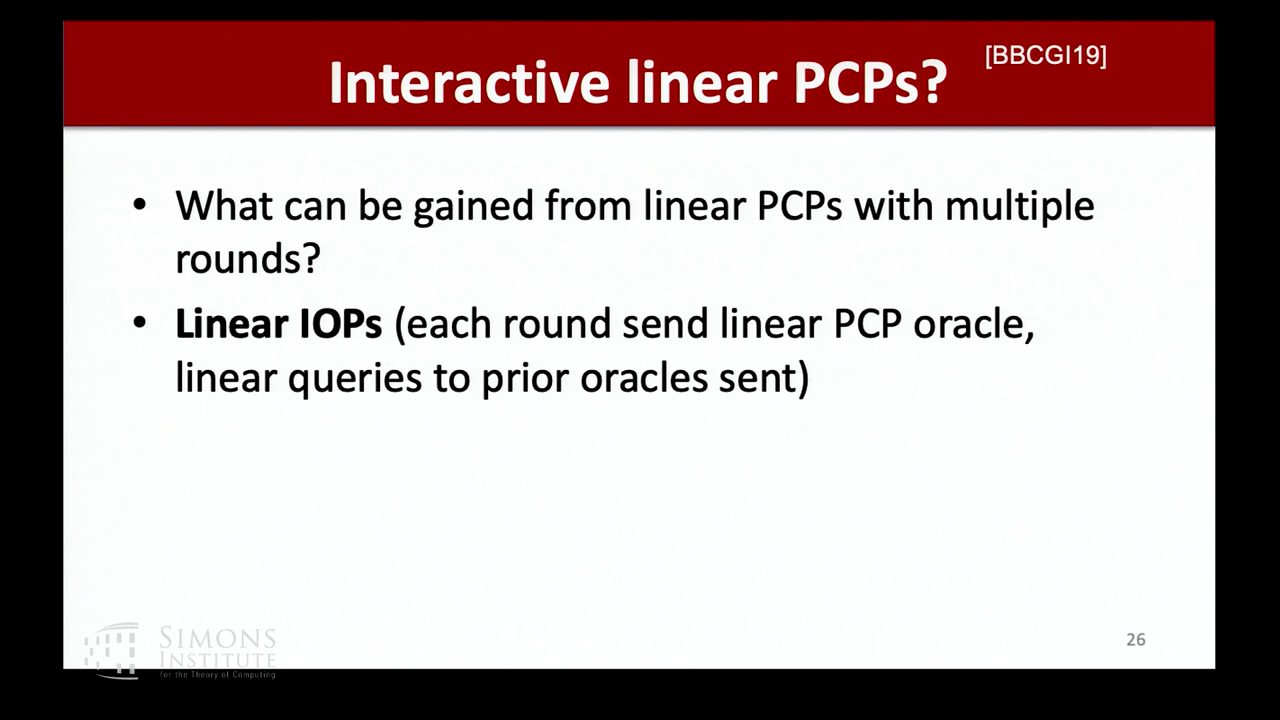 Interactive linear PCPs?
[BBCGI19]
• What can be gained from linear PCPs with multiple
rounds?
• Linear IOPs (each round send linear PCP oracle,
linear queries to prior oracles sent)
SIMONS
INSTITUTE
for the Theory of Computing
26